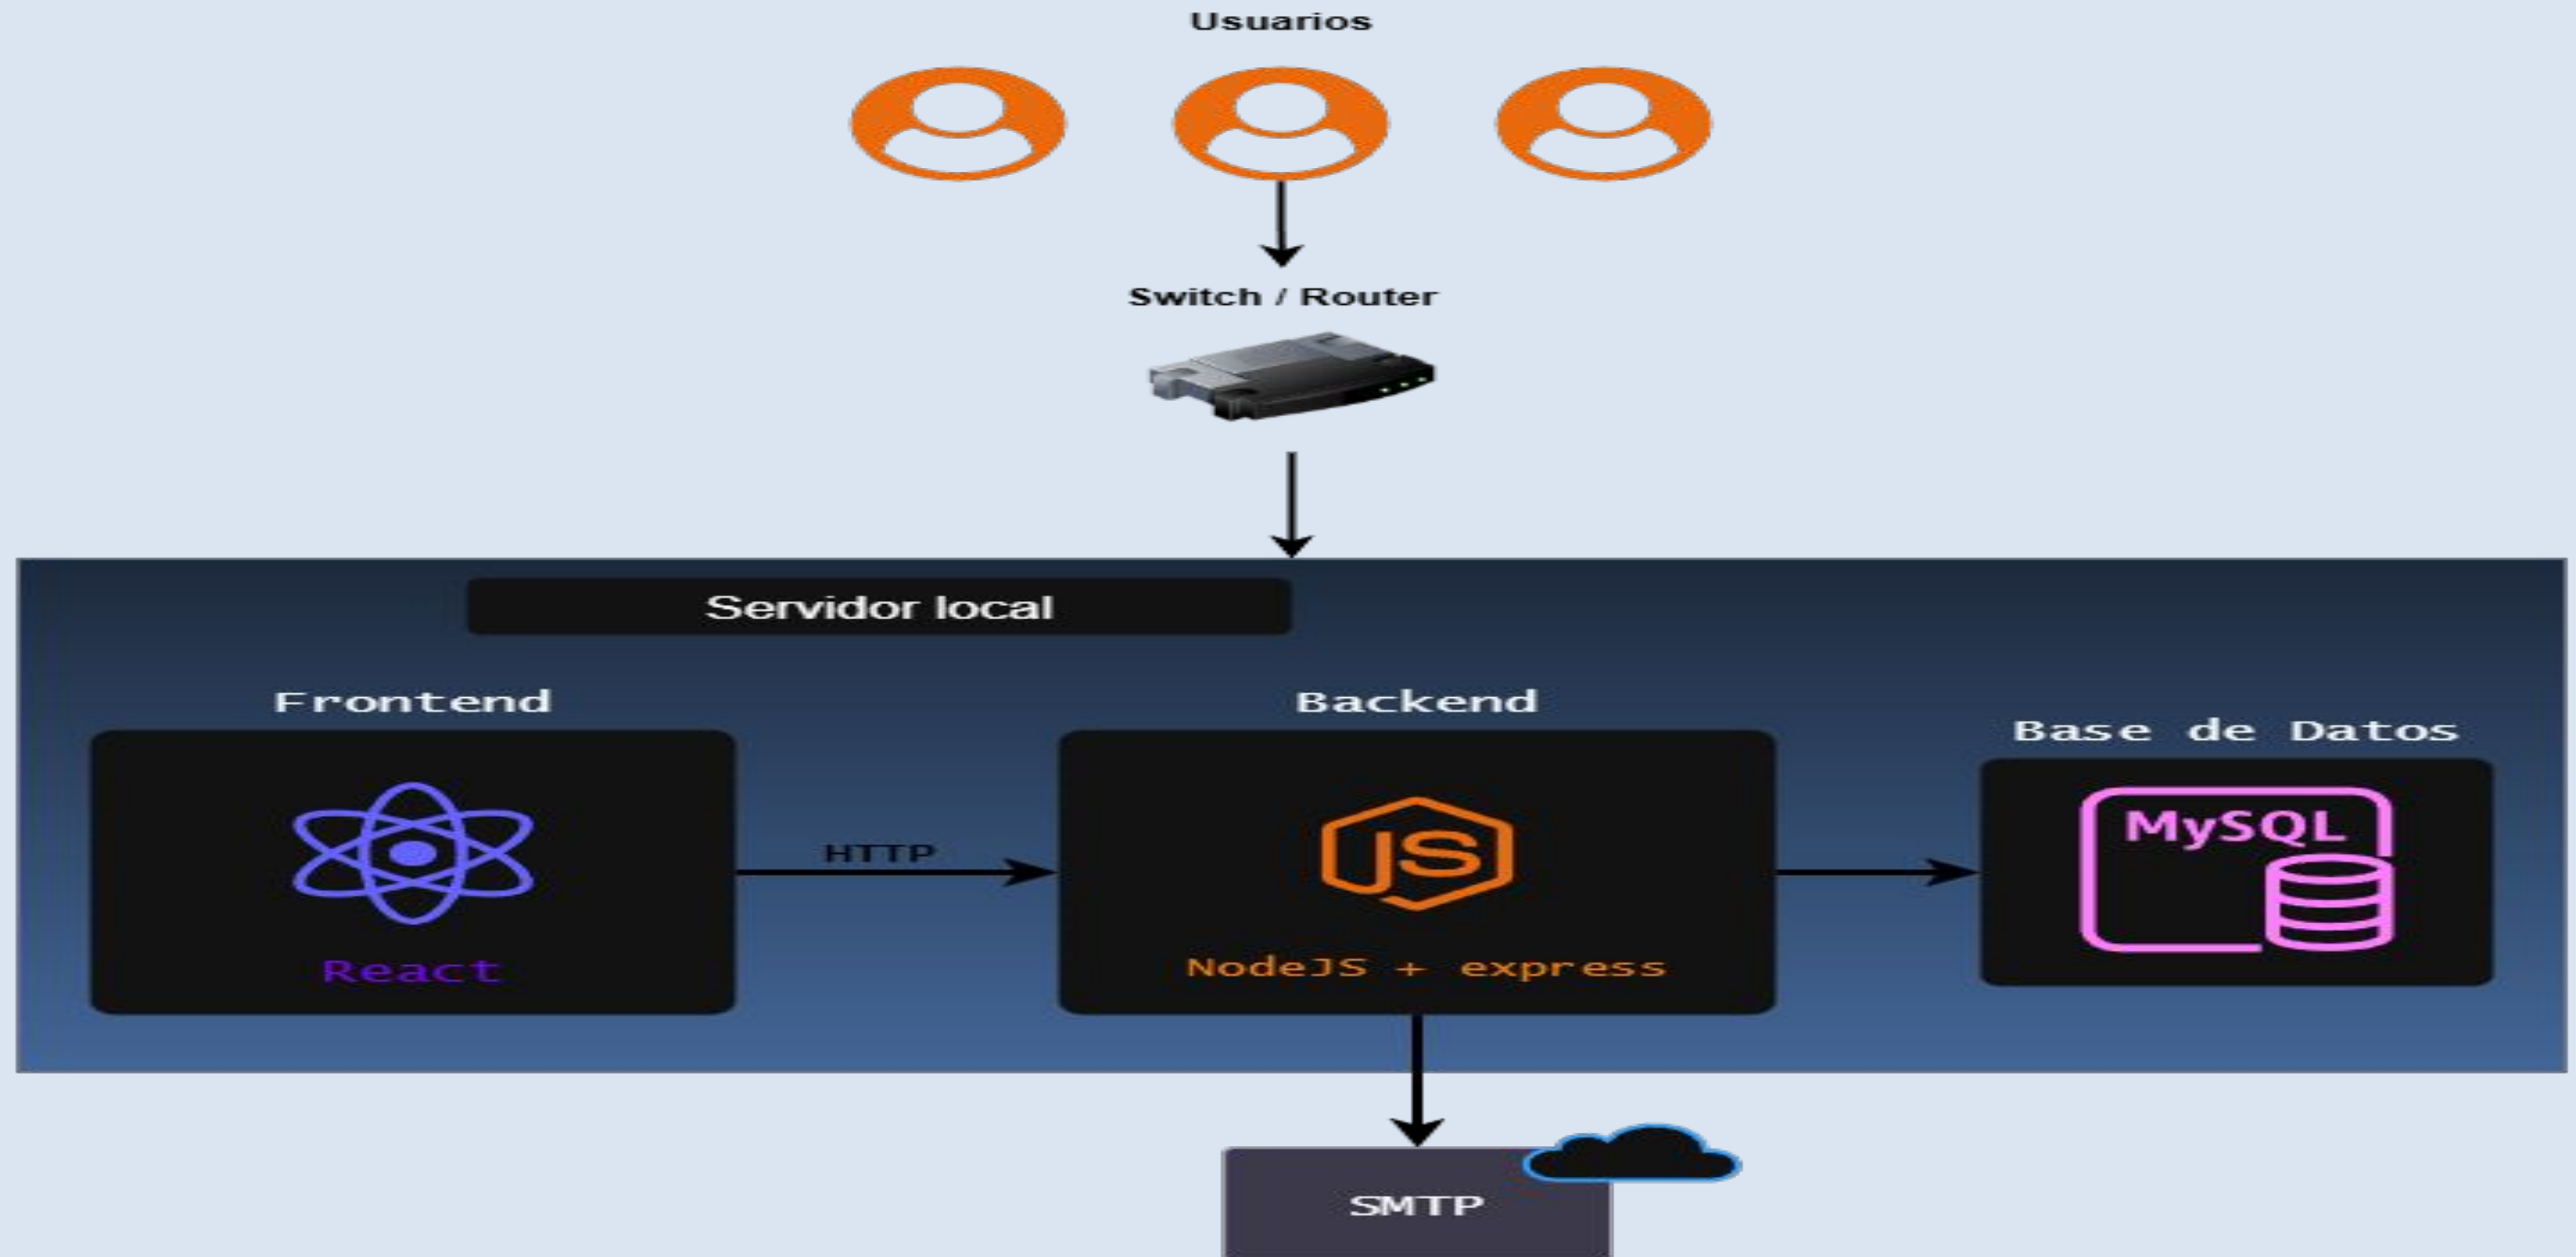 Usuarios
Switch / Router
Servidor local
Frontend
Backend
Base de Datos
MySQL
JS
HTTP
React
NodeJS + express
SMTP